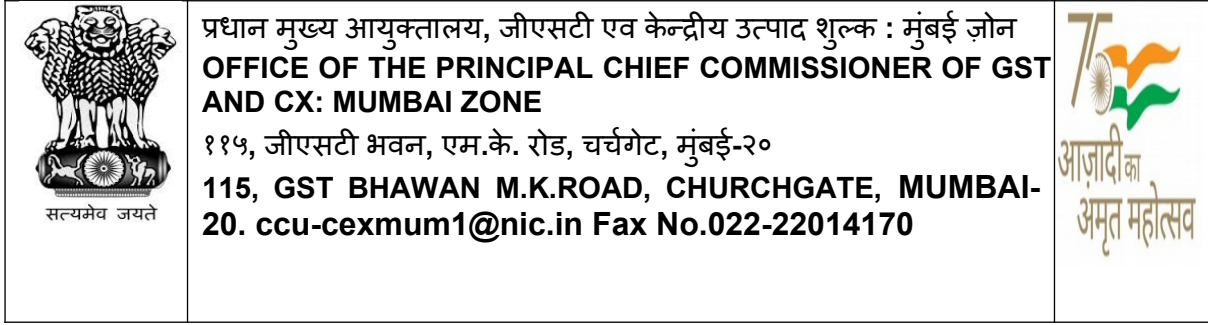 सत्यमेव जयते
प्रधान मुख्य आयुक्तालय, जीएसटी एव केन्द्रीय उत्पाद शुल्क : मुंबई ज़ोन
OFFICE OF THE PRINCIPAL CHIEF COMMISSIONER OF GST
AND CX: MUMBAI ZONE
११५, जीएसटी भवन, एम.के. रोड, चर्चगेट, मुंबई-२०
115, GST BHAWAN M.K.ROAD, CHURCHGATE, MUMBAI-
20. ccu-cexmum1@nic.in Fax No.022-22014170
75
आज़ादी का
अमृत महोत्सव